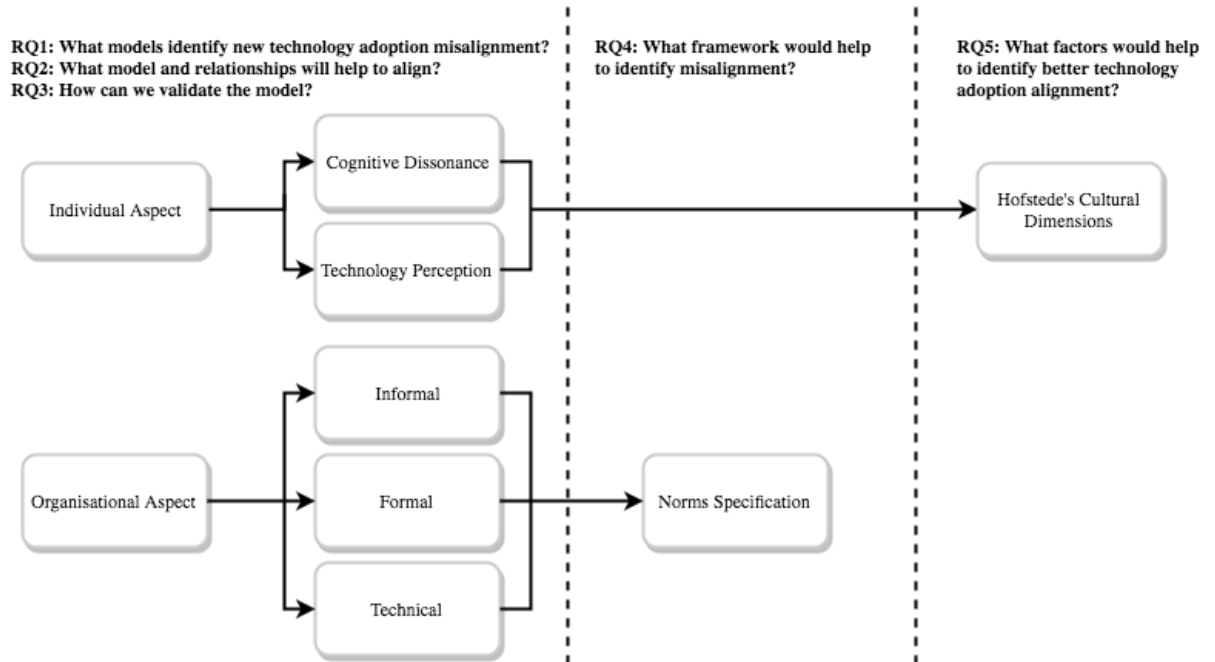 RQ1: What models identify new technology adoption misalignment?
RQ2: What model and relationships will help to align?
RQ3: How can we validate the model?
RQ4: What framework would help
to identify misalignment?
RQ5: What factors would help
to identify better technology
adoption alignment?
Individual Aspect
Cognitive Dissonance
Technology Perception
Hofstede's Cultural
Dimensions
Organisational Aspect
Informal
Formal
Technical
Norms Specification